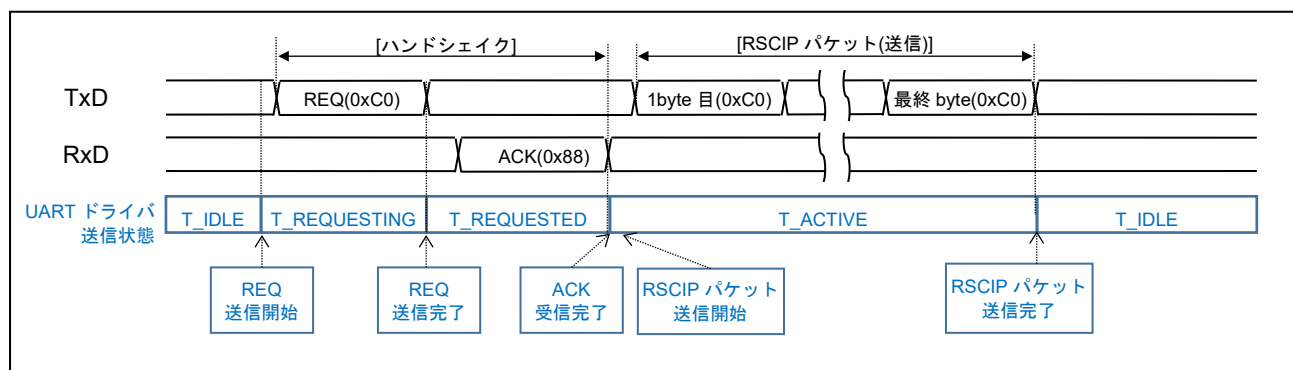 [ハンドシェイク] [RSCIP パケット(送信)]
TxD REQ(0xC0) 1byte 目(0xC0) 最終 byte(0xC0)
RxD ACK(0x88)
UART ドライバ
送信状態
T_IDLE T_REQUESTING T_REQUESTED T_ACTIVE T_IDLE
REQ
送信開始
REQ
送信完了
ACK
受信完了
RSCIP パケット
送信開始
RSCIP パケット
送信完了